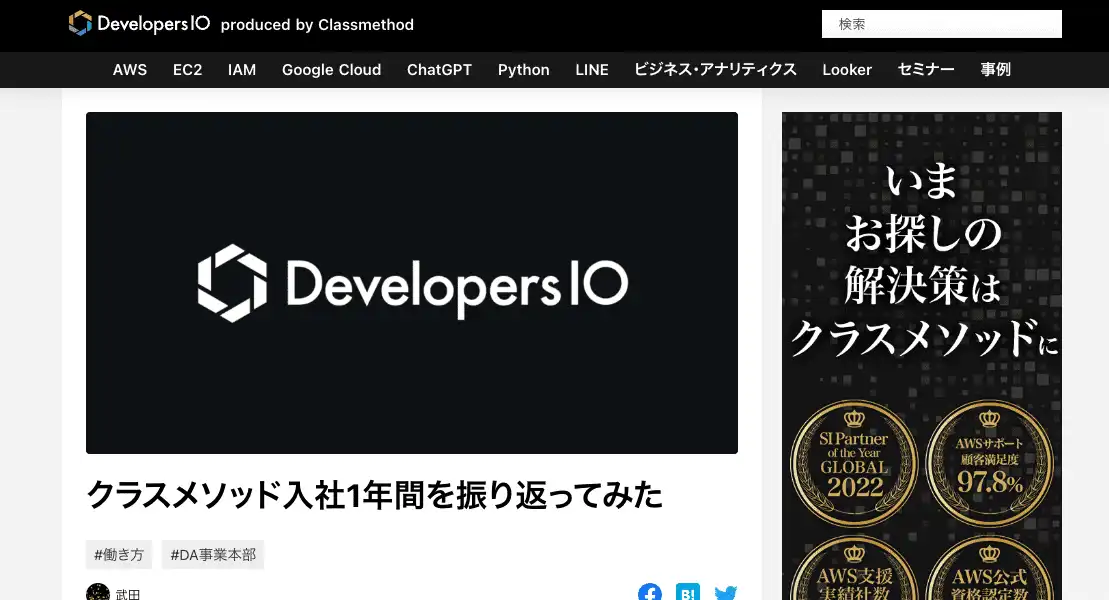 DevelopersIO produced by Classmethod
検索
AWS EC2 IAM Google Cloud ChatGPT Python LINE ビジネス・アナリティクス Looker セミナー 事例
DevelopersIO
クラスメソッド入社1年間を振り返ってみた
#働き方 #DA事業本部
武田
B!
いま
お探しの
解決策は
クラスメソッドに
SI Partner
of the Year
GLOBAL
2022
AWSサポート
顧客満足度
97.8%
AWS支援
実績社数
AWS公式
資格認定数